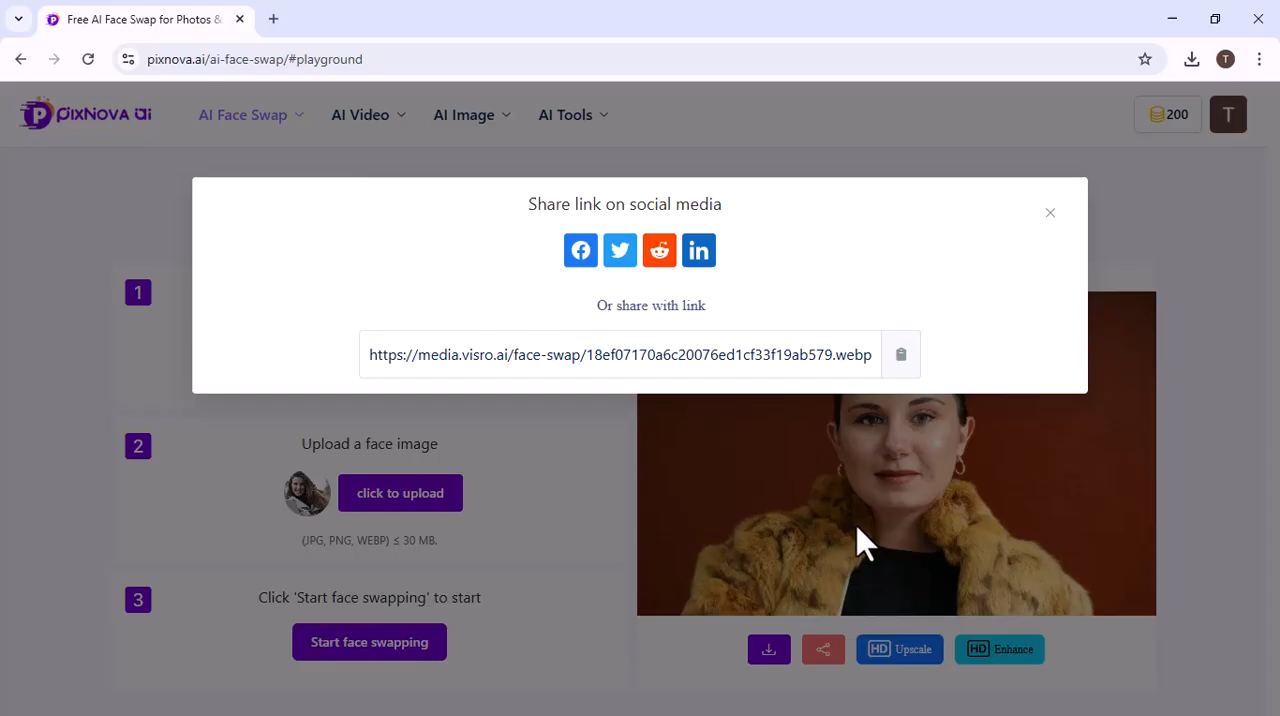 Free AI Face Swap for Photos &
pixnova.ai/ai-face-swap/#playground
T
P PIXNOVA AI
AI Face Swap
AI Video
AI Image
AI Tools
200
T
Share link on social media
in
Or share with link
https://media.visro.ai/face-swap/18ef07170a6c20076ed1cf33f19ab579.webp
1
2
Upload a face image
click to upload
(JPG, PNG, WEBP) ≤ 30 MB.
3
Click 'Start face swapping' to start
Start face swapping
HD Upscale
HD Enhance